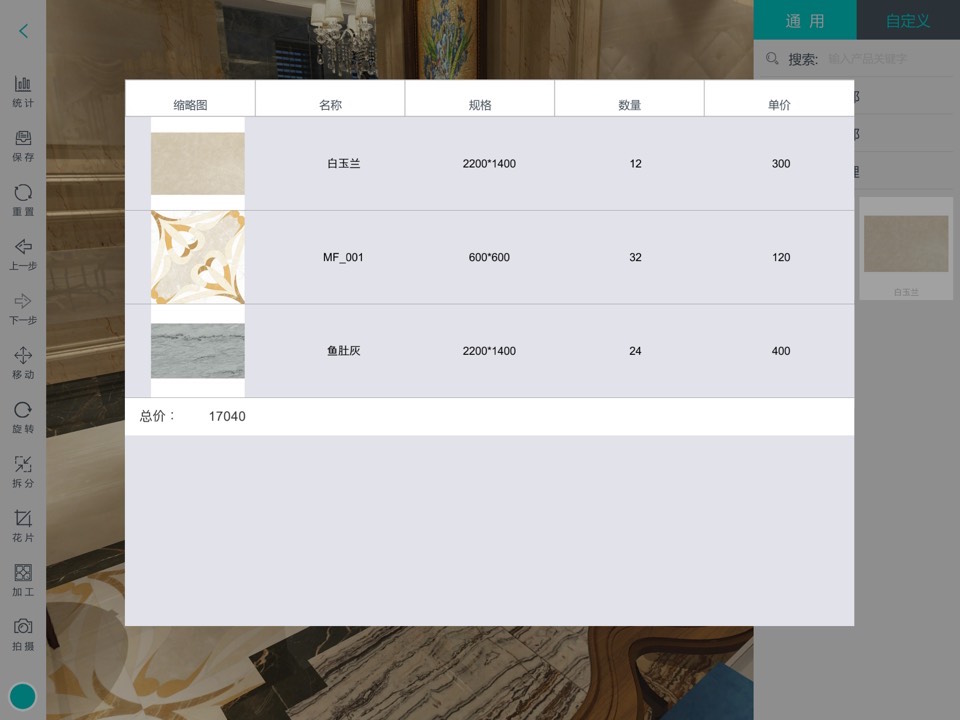 通用 自定义
搜索: 输入产品关键字
统计
保存
重置
上一步
下一步
移动
旋转
拆分
花片
加工
拍摄
缩略图 名称 规格 数量 单价
白玉兰 2200*1400 12 300
MF_001 600*600 32 120
鱼肚灰 2200*1400 24 400
总价： 17040
白玉兰